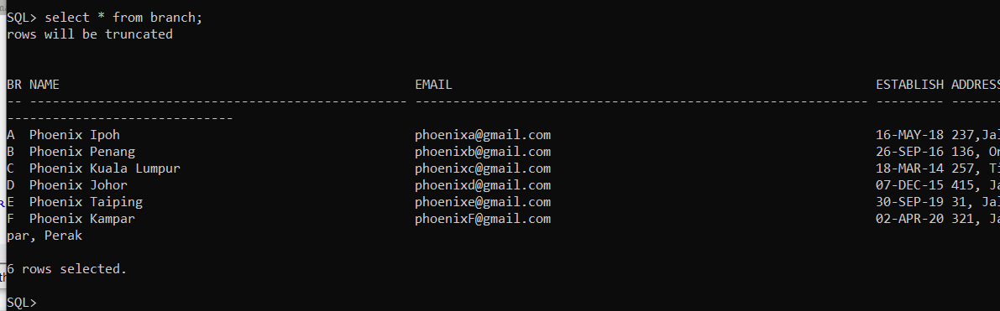 SQL> select * from branch;
rows will be truncated
BR NAME EMAIL ESTABLISH ADDRESS
-- -------------------------------------------------- ------------------------------------------------------------ --------- -------
------------------------------
A Phoenix Ipoh phoenixa@gmail.com 16-MAY-18 237,Jal
B Phoenix Penang phoenixb@gmail.com 26-SEP-16 136, On
C Phoenix Kuala Lumpur phoenixc@gmail.com 18-MAR-14 257, Ti
D Phoenix Johor phoenixd@gmail.com 07-DEC-15 415, Ja
E Phoenix Taiping phoenixe@gmail.com 30-SEP-19 31, Jal
F Phoenix Kampar phoenixF@gmail.com 02-APR-20 321, Ja
par, Perak
6 rows selected.
SQL>